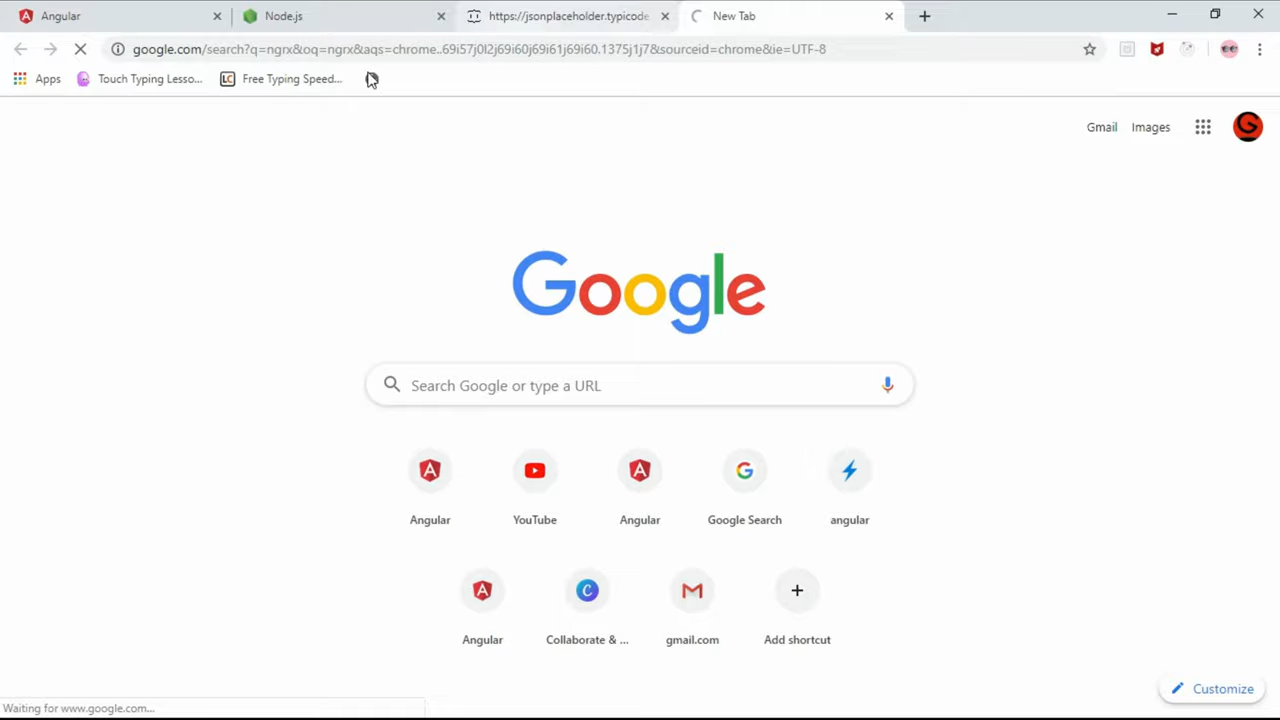 Angular
Node.js
https://jsonplaceholder.typicode
New Tab
google.com/search?q=ngrx&oq=ngrx&aqs=chrome..69i57j0l2j69i60j69i61j69i60.1375j1j7&sourceid=chrome&ie=UTF-8
Apps
Touch Typing Lesso...
Free Typing Speed...
Gmail
Images
G
Google
Search Google or type a URL
Angular
YouTube
Angular
Google Search
angular
Angular
Collaborate & ...
gmail.com
Add shortcut
Customize
Waiting for www.google.com...